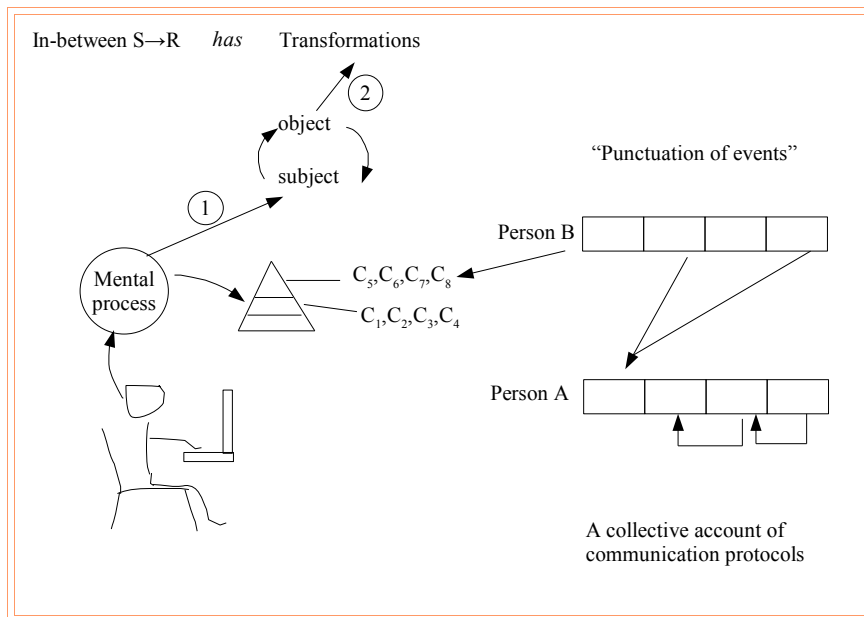 In-between S→R has Transformations
2
object
"Punctuation of events"
subject
1
Person B
Mental
process
C₅,C₆,C₇,C₈
C₁,C₂,C₃,C₄
Person A
A collective account of
communication protocols